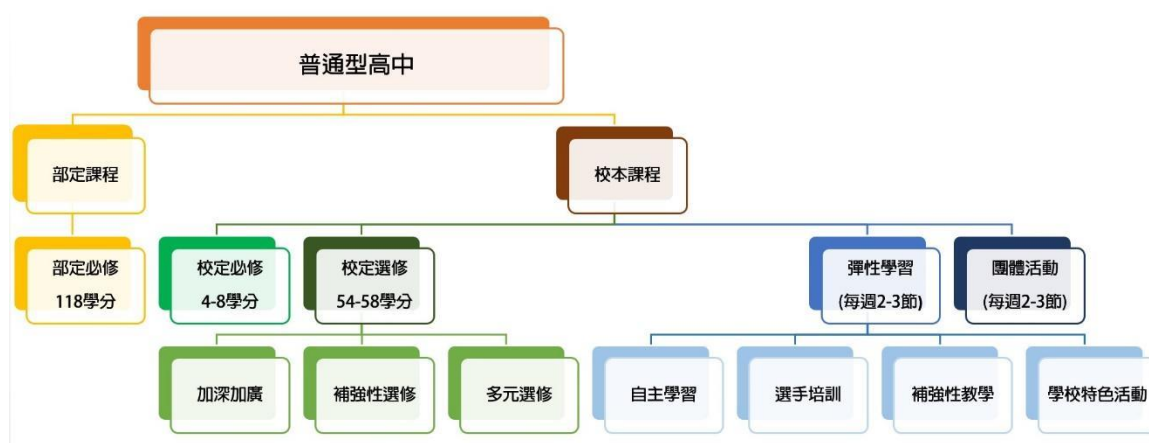 普通型高中
部定課程
校本課程
部定必修
118學分
校定必修
4-8學分
校定選修
54-58學分
彈性學習
(每週2-3節)
團體活動
(每週2-3節)
加深加廣
補強性選修
多元選修
自主學習
選手培訓
補強性教學
學校特色活動